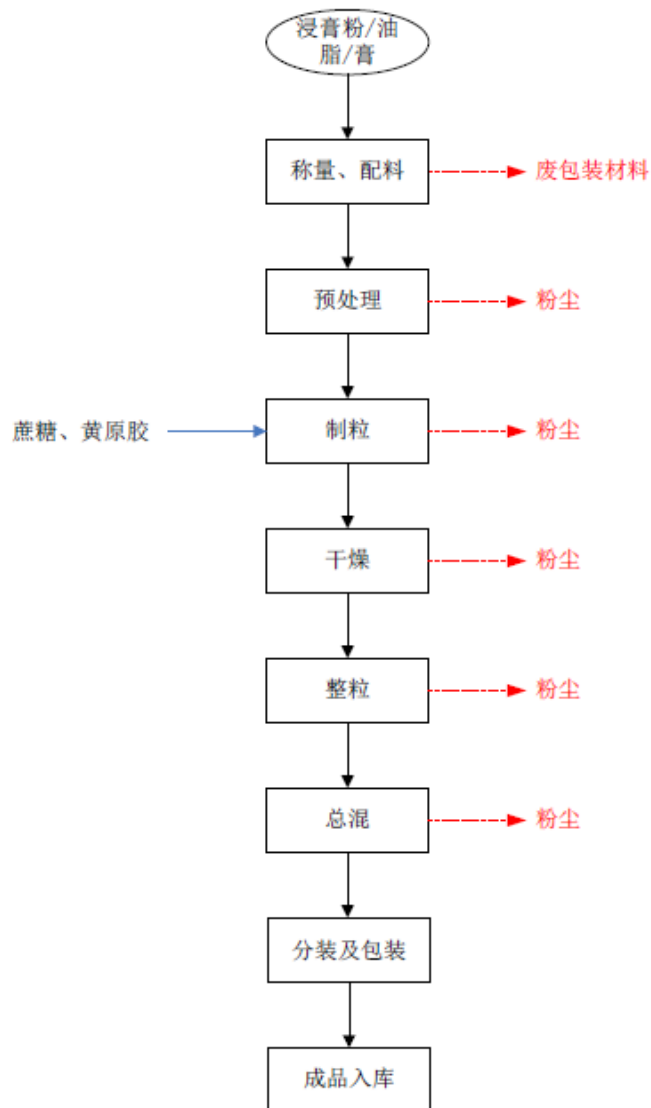 浸膏粉/油
脂/膏
称量、配料
废包装材料
预处理
粉尘
蔗糖、黄原胶
制粒
粉尘
干燥
粉尘
整粒
粉尘
总混
粉尘
分装及包装
成品入库